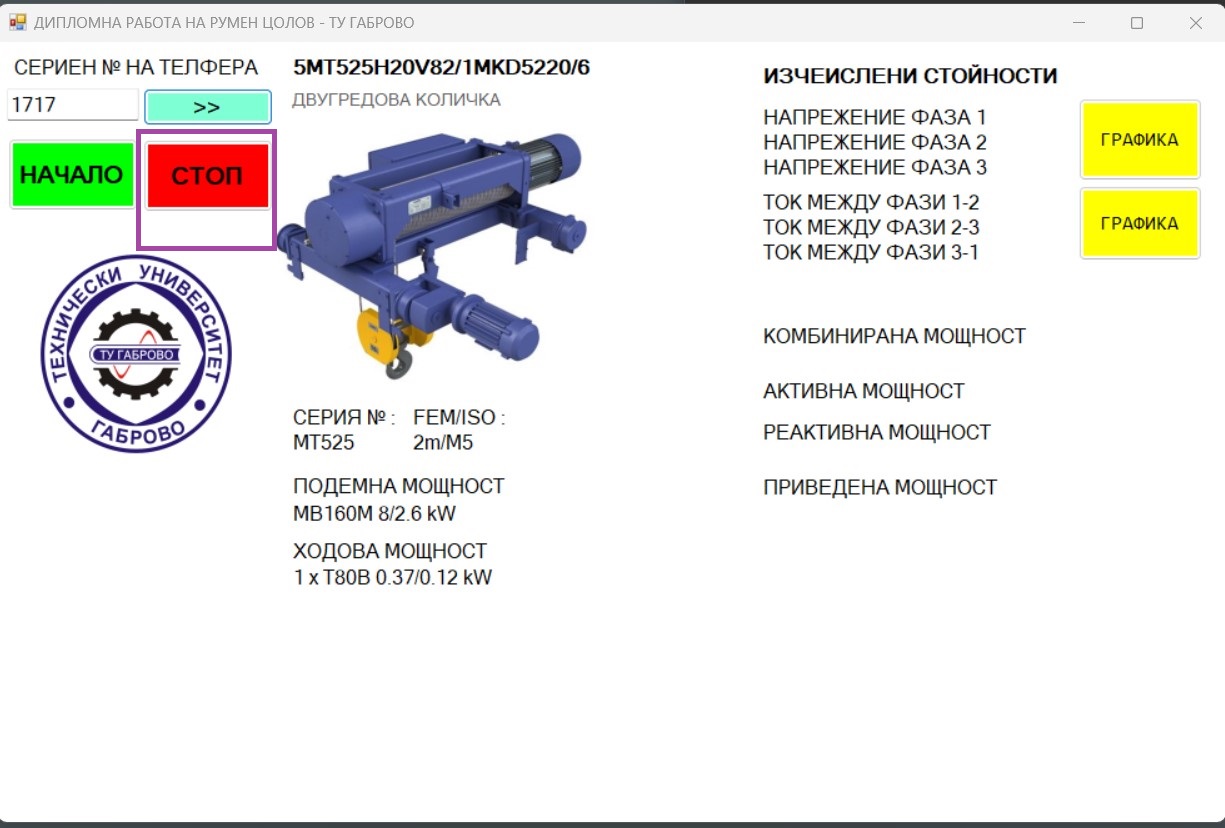 ДИПЛОМНА РАБОТА НА РУМЕН ЦОЛОВ - ТУ ГАБРОВО
СЕРИЕН № НА ТЕЛФЕРА
1717
>>
НАЧАЛО
СТОП
ТЕХНИЧЕСКИ УНИВЕРСИТЕТ
ТУ ГАБРОВО
ГАБРОВО
5MT525H20V82/1MKD5220/6
ДВУГРЕДОВА КОЛИЧКА
СЕРИЯ № : FEM/ISO :
MT525 2m/M5
ПОДЕМНА МОЩНОСТ
MB160M 8/2.6 kW
ХОДОВА МОЩНОСТ
1 x T80B 0.37/0.12 kW
ИЗЧЕИСЛЕНИ СТОЙНОСТИ
НАПРЕЖЕНИЕ ФАЗА 1
НАПРЕЖЕНИЕ ФАЗА 2
НАПРЕЖЕНИЕ ФАЗА 3
ГРАФИКА
ТОК МЕЖДУ ФАЗИ 1-2
ТОК МЕЖДУ ФАЗИ 2-3
ТОК МЕЖДУ ФАЗИ 3-1
ГРАФИКА
КОМБИНИРАНА МОЩНОСТ
АКТИВНА МОЩНОСТ
РЕАКТИВНА МОЩНОСТ
ПРИВЕДЕНА МОЩНОСТ